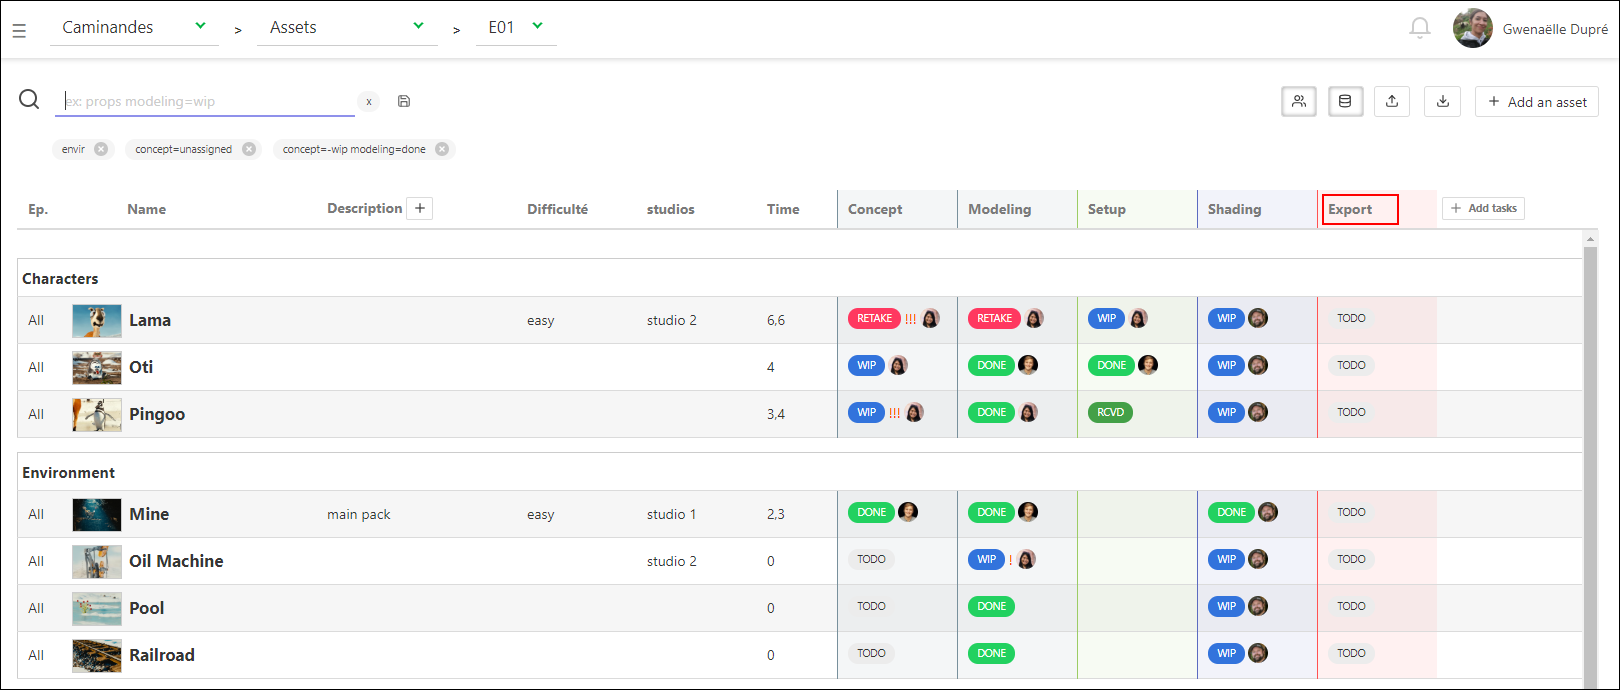 Caminandes > Assets > E01 Gwenaëlle Dupré
ex: props modeling=wip x + Add an asset
envir concept=unassigned concept=-wip modeling=done
Ep. Name Description + Difficulté studios Time Concept Modeling Setup Shading Export + Add tasks
Characters
All Lama easy studio 2 6,6 RETAKE !!! RETAKE WIP WIP TODO
All Oti 4 WIP DONE DONE WIP TODO
All Pingoo 3,4 WIP !!! DONE RCVD WIP TODO
Environment
All Mine main pack easy studio 1 2,3 DONE DONE DONE TODO
All Oil Machine studio 2 0 TODO WIP ! WIP TODO
All Pool 0 TODO DONE WIP TODO
All Railroad 0 TODO DONE WIP TODO